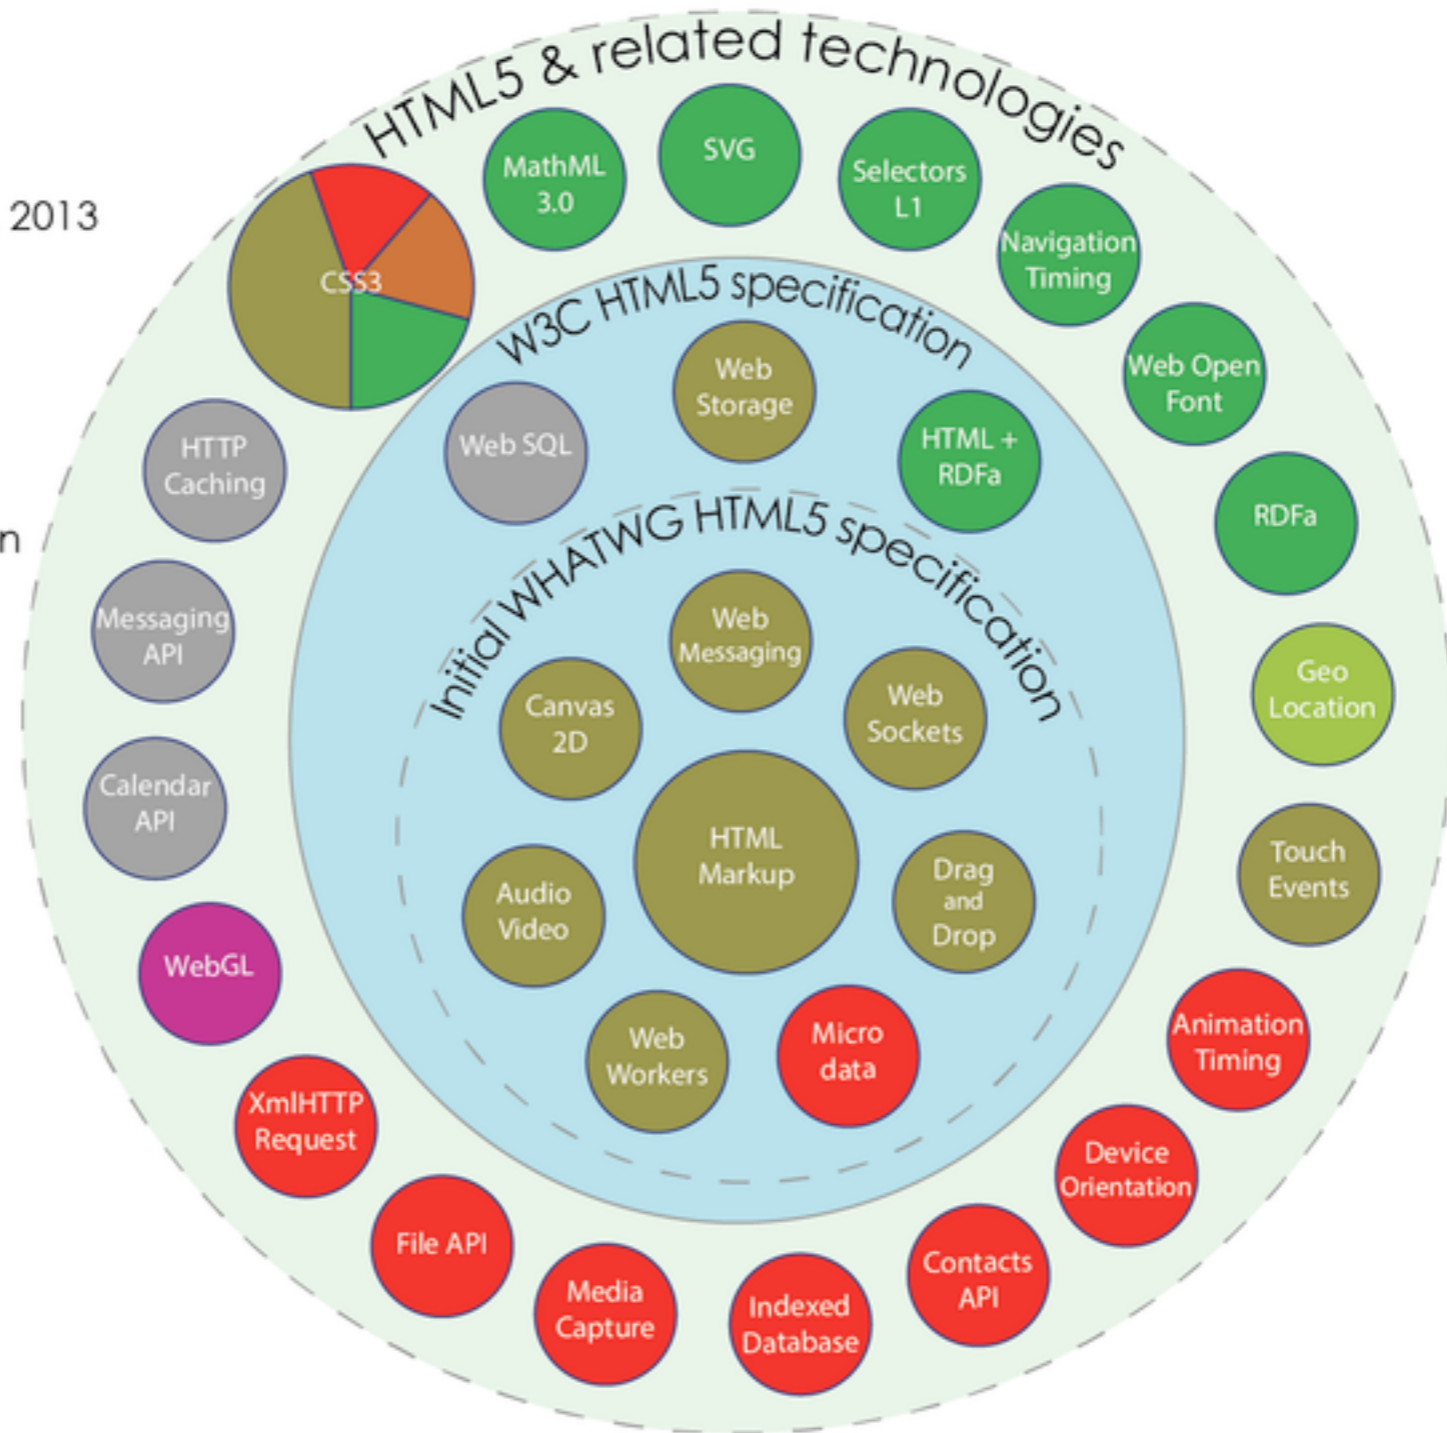 HTML5 & related technologies
2013
n
MathML
3.0
SVG
Selectors
L1
Navigation
Timing
Web Open
Font
RDFa
Geo
Location
Touch
Events
Animation
Timing
Device
Orientation
Contacts
API
Indexed
Database
Media
Capture
File API
XmlHTTP
Request
WebGL
Calendar
API
Messaging
API
HTTP
Caching
CSS3
W3C HTML5 specification
Web SQL
Web
Storage
HTML +
RDFa
Initial WHATWG HTML5 specification
Web
Messaging
Canvas
2D
Web
Sockets
HTML
Markup
Audio
Video
Drag
and
Drop
Web
Workers
Micro
data